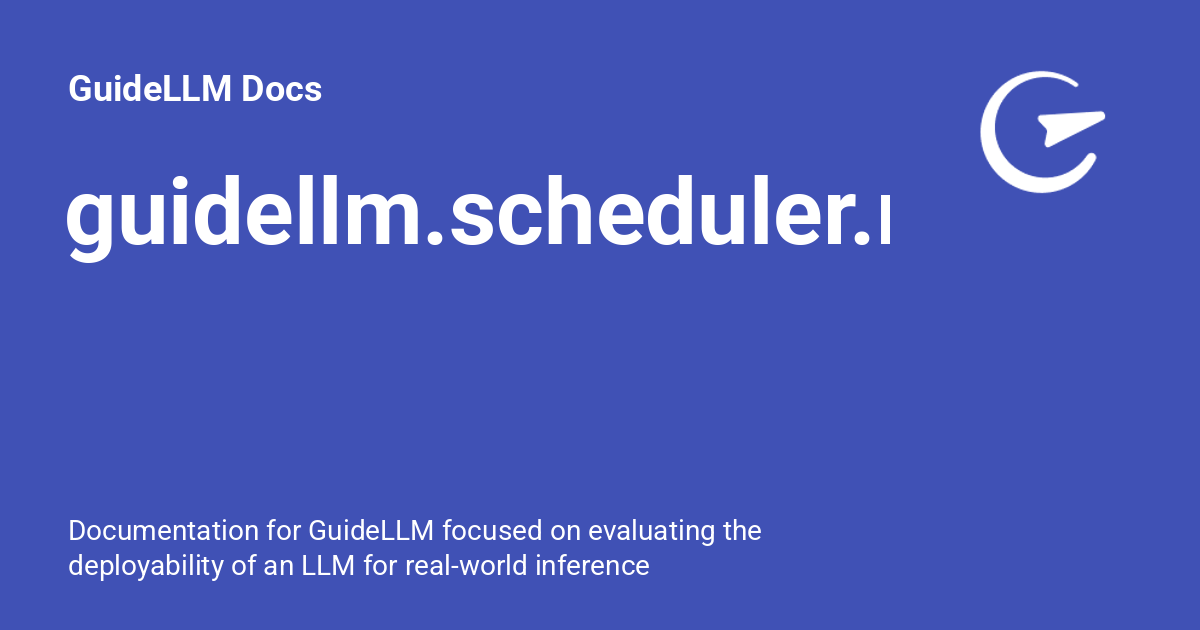 GuideLLM Docs
guidellm.scheduler.
Documentation for GuideLLM focused on evaluating the
deployability of an LLM for real-world inference